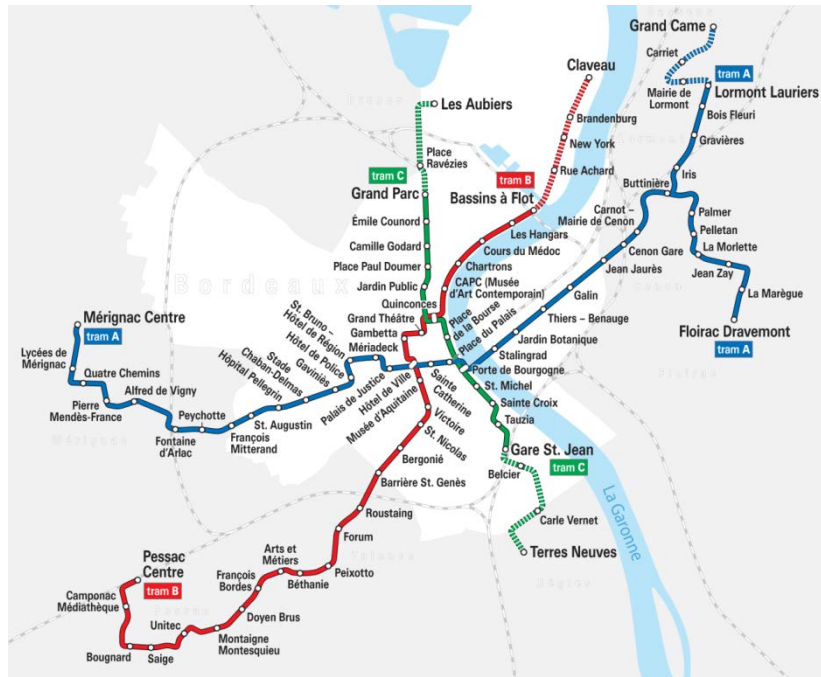 Grand Came
Carriet
tram A
Mairie de
Lormont
Lormont Lauriers
Bois Fleuri
Gravières
Iris
Buttinière
Claveau
Brandenburg
New York
Rue Achard
tram B
Bassins à Flot
Les Hangars
Cours du Médoc
Chartrons
CAPC (Musée
d'Art Contemporain)
Les Aubiers
Place
Ravézies
tram C
Grand Parc
Émile Counord
Camille Godard
Place Paul Doumer
Jardin Public
Quinconces
Grand Théâtre
Gambetta
Mériadeck
Bordeaux
Carnot –
Mairie de Cenon
Palmer
Pelletan
La Morlette
Jean Zay
La Marègue
Floirac Dravemont
tram A
Cenon Gare
Jean Jaurès
Galin
Thiers – Benauge
Jardin Botanique
Stalingrad
Porte de Bourgogne
Place
de la Bourse
Place du Palais
St. Michel
Sainte Croix
Tauzia
Gare St. Jean
tram C
Belcier
Carle Vernet
Terres Neuves
La Garonne
Mérignac Centre
tram A
Lycées de
Mérignac
Quatre Chemins
Pierre
Mendès-France
Alfred de Vigny
Fontaine
d'Arlac
Peychotte
François
Mitterrand
St. Augustin
Hôpital Pellegrin
Stade
Chaban-Delmas
Gaviniés
Hôtel de Police
St. Bruno –
Hôtel de Région
Palais de Justice
Hôtel de Ville
Musée d'Aquitaine
Sainte
Catherine
Victoire
St. Nicolas
Bergonié
Barrière St. Genès
Roustaing
Forum
Peixotto
Béthanie
Arts et
Métiers
François
Bordes
Doyen Brus
Montaigne
Montesquieu
Unitec
Saige
Bougnard
Camponac
Médiathèque
Pessac
Centre
tram B